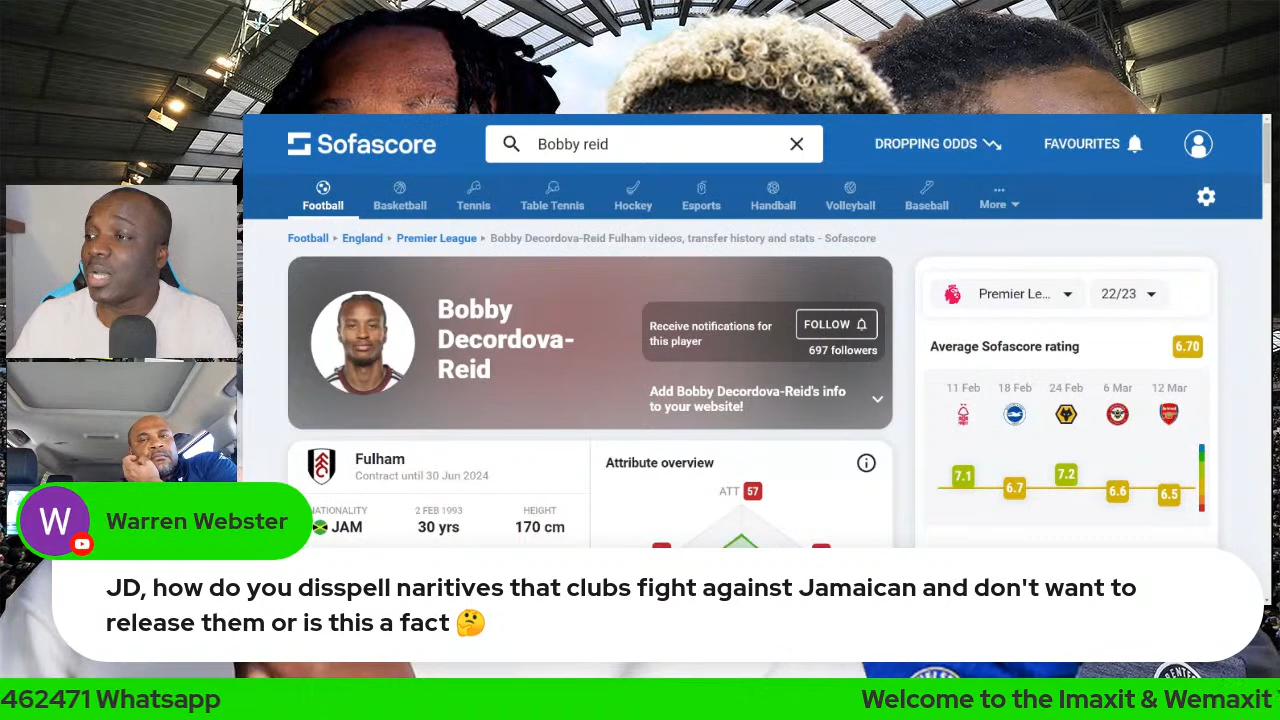 Sofascore
Bobby reid
DROPPING ODDS
FAVOURITES
Football
Basketball
Tennis
Table Tennis
Hockey
Esports
Handball
Volleyball
Baseball
More
Football England Premier League Bobby Decordova-Reid Fulham videos, transfer history and stats - Sofascore
Bobby
Decordova-
Reid
Receive notifications for
this player
FOLLOW
697 followers
Add Bobby Decordova-Reid's info
to your website!
Premier Le...
22/23
Average Sofascore rating
6.70
11 Feb
18 Feb
24 Feb
6 Mar
12 Mar
7.1
6.7
7.2
6.6
6.5
Fulham
Contract until 30 Jun 2024
2 FEB 1993
HEIGHT
JAM
30 yrs
170 cm
Attribute overview
ATT 57
W
Warren Webster
JD, how do you disspell naritives that clubs fight against Jamaican and don't want to
release them or is this a fact 🤔
462471 Whatsapp
Welcome to the Imaxit & Wemaxit